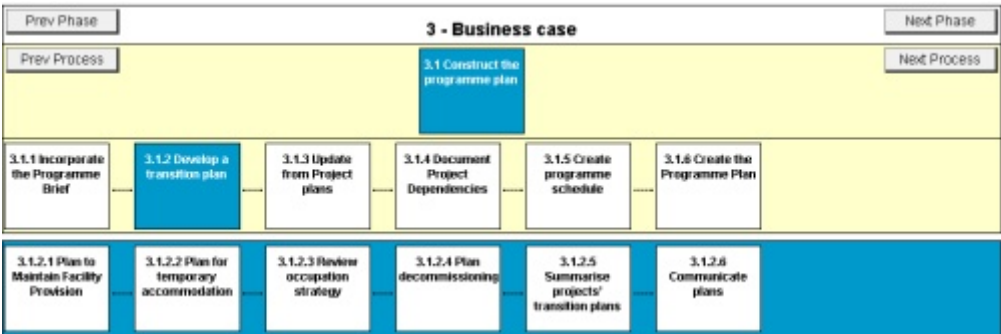 Prev Phase
3 - Business case
Next Phase
Prev Process
3.1 Construct the
programme plan
Next Process
3.1.1 Incorporate
the Programme
Brief
3.1.2 Develop a
transition plan
3.1.3 Update
from Project
plans
3.1.4 Document
Project
Dependencies
3.1.5 Create
programme
schedule
3.1.6 Create the
Programme Plan
3.1.2.1 Plan to
Maintain Facility
Provision
3.1.2.2 Plan for
temporary
accommodation
3.1.2.3 Review
occupation
strategy
3.1.2.4 Plan
decommissioning
3.1.2.5
Summarise
projects'
transition plans
3.1.2.6
Communicate
plans